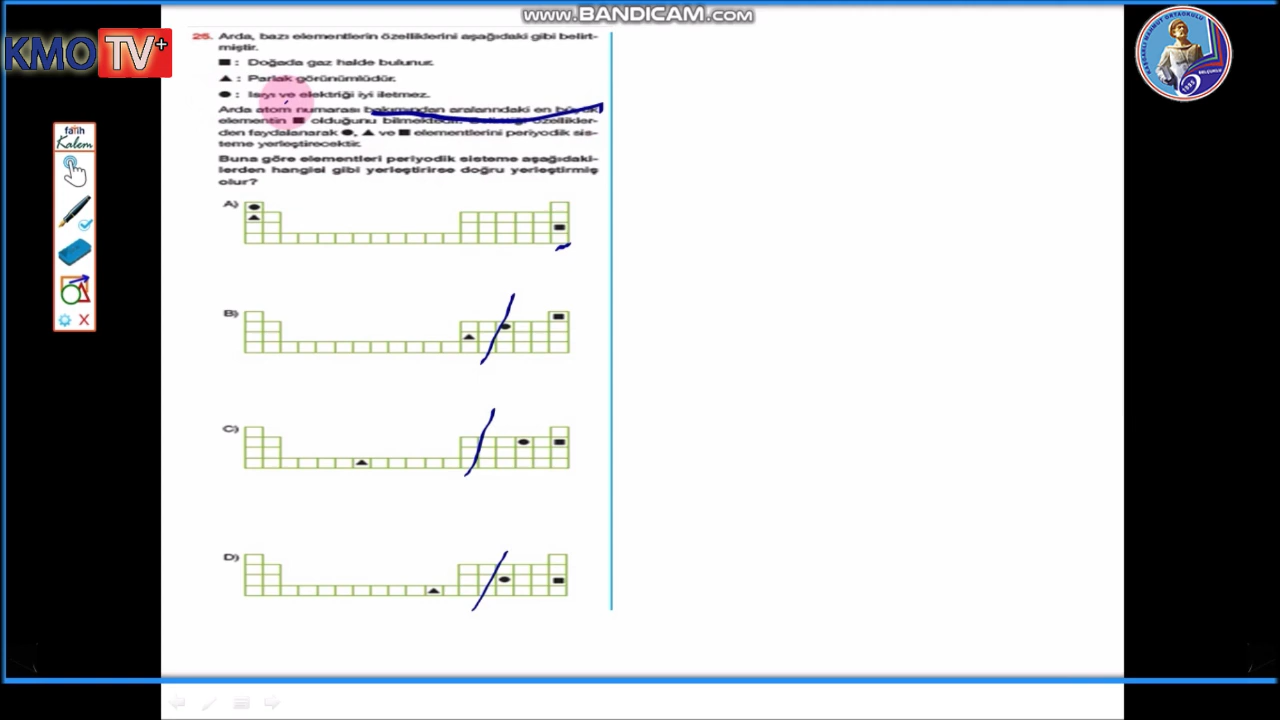 www.BANDICAM.com
KMO TV+
fatih
Kalem
X
25. Arda, bazı elementlerin özelliklerini aşağıdaki gibi belirt-
miştir.
■ : Doğada gaz halde bulunur.
▲ : Parlak görünümlüdür.
● : Isıyı ve elektriği iyi iletmez.
Arda atom numarası bakımından aralarındaki en büyük
elementin ■ olduğunu bilmektedir. Belirttiği özellikler-
den faydalanarak ●, ▲ ve ■ elementlerini periyodik sis-
teme yerleştirecektir.
Buna göre elementleri periyodik sisteme aşağıdaki-
lerden hangisi gibi yerleştirirse doğru yerleştirmiş
olur?
A)
B)
C)
D)